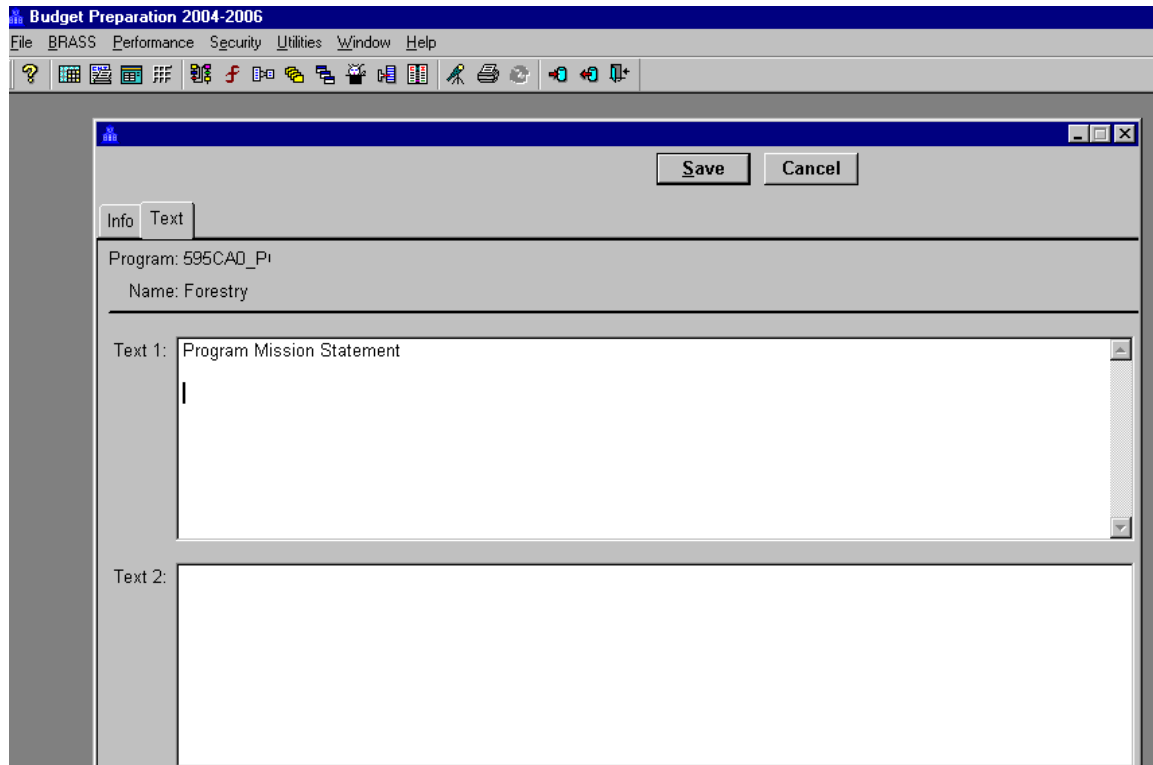 Budget Preparation 2004-2006
File BRASS Performance Security Utilities Window Help
Save Cancel
Info Text
Program: 595CA0_P
Name: Forestry
Text 1: Program Mission Statement
Text 2: